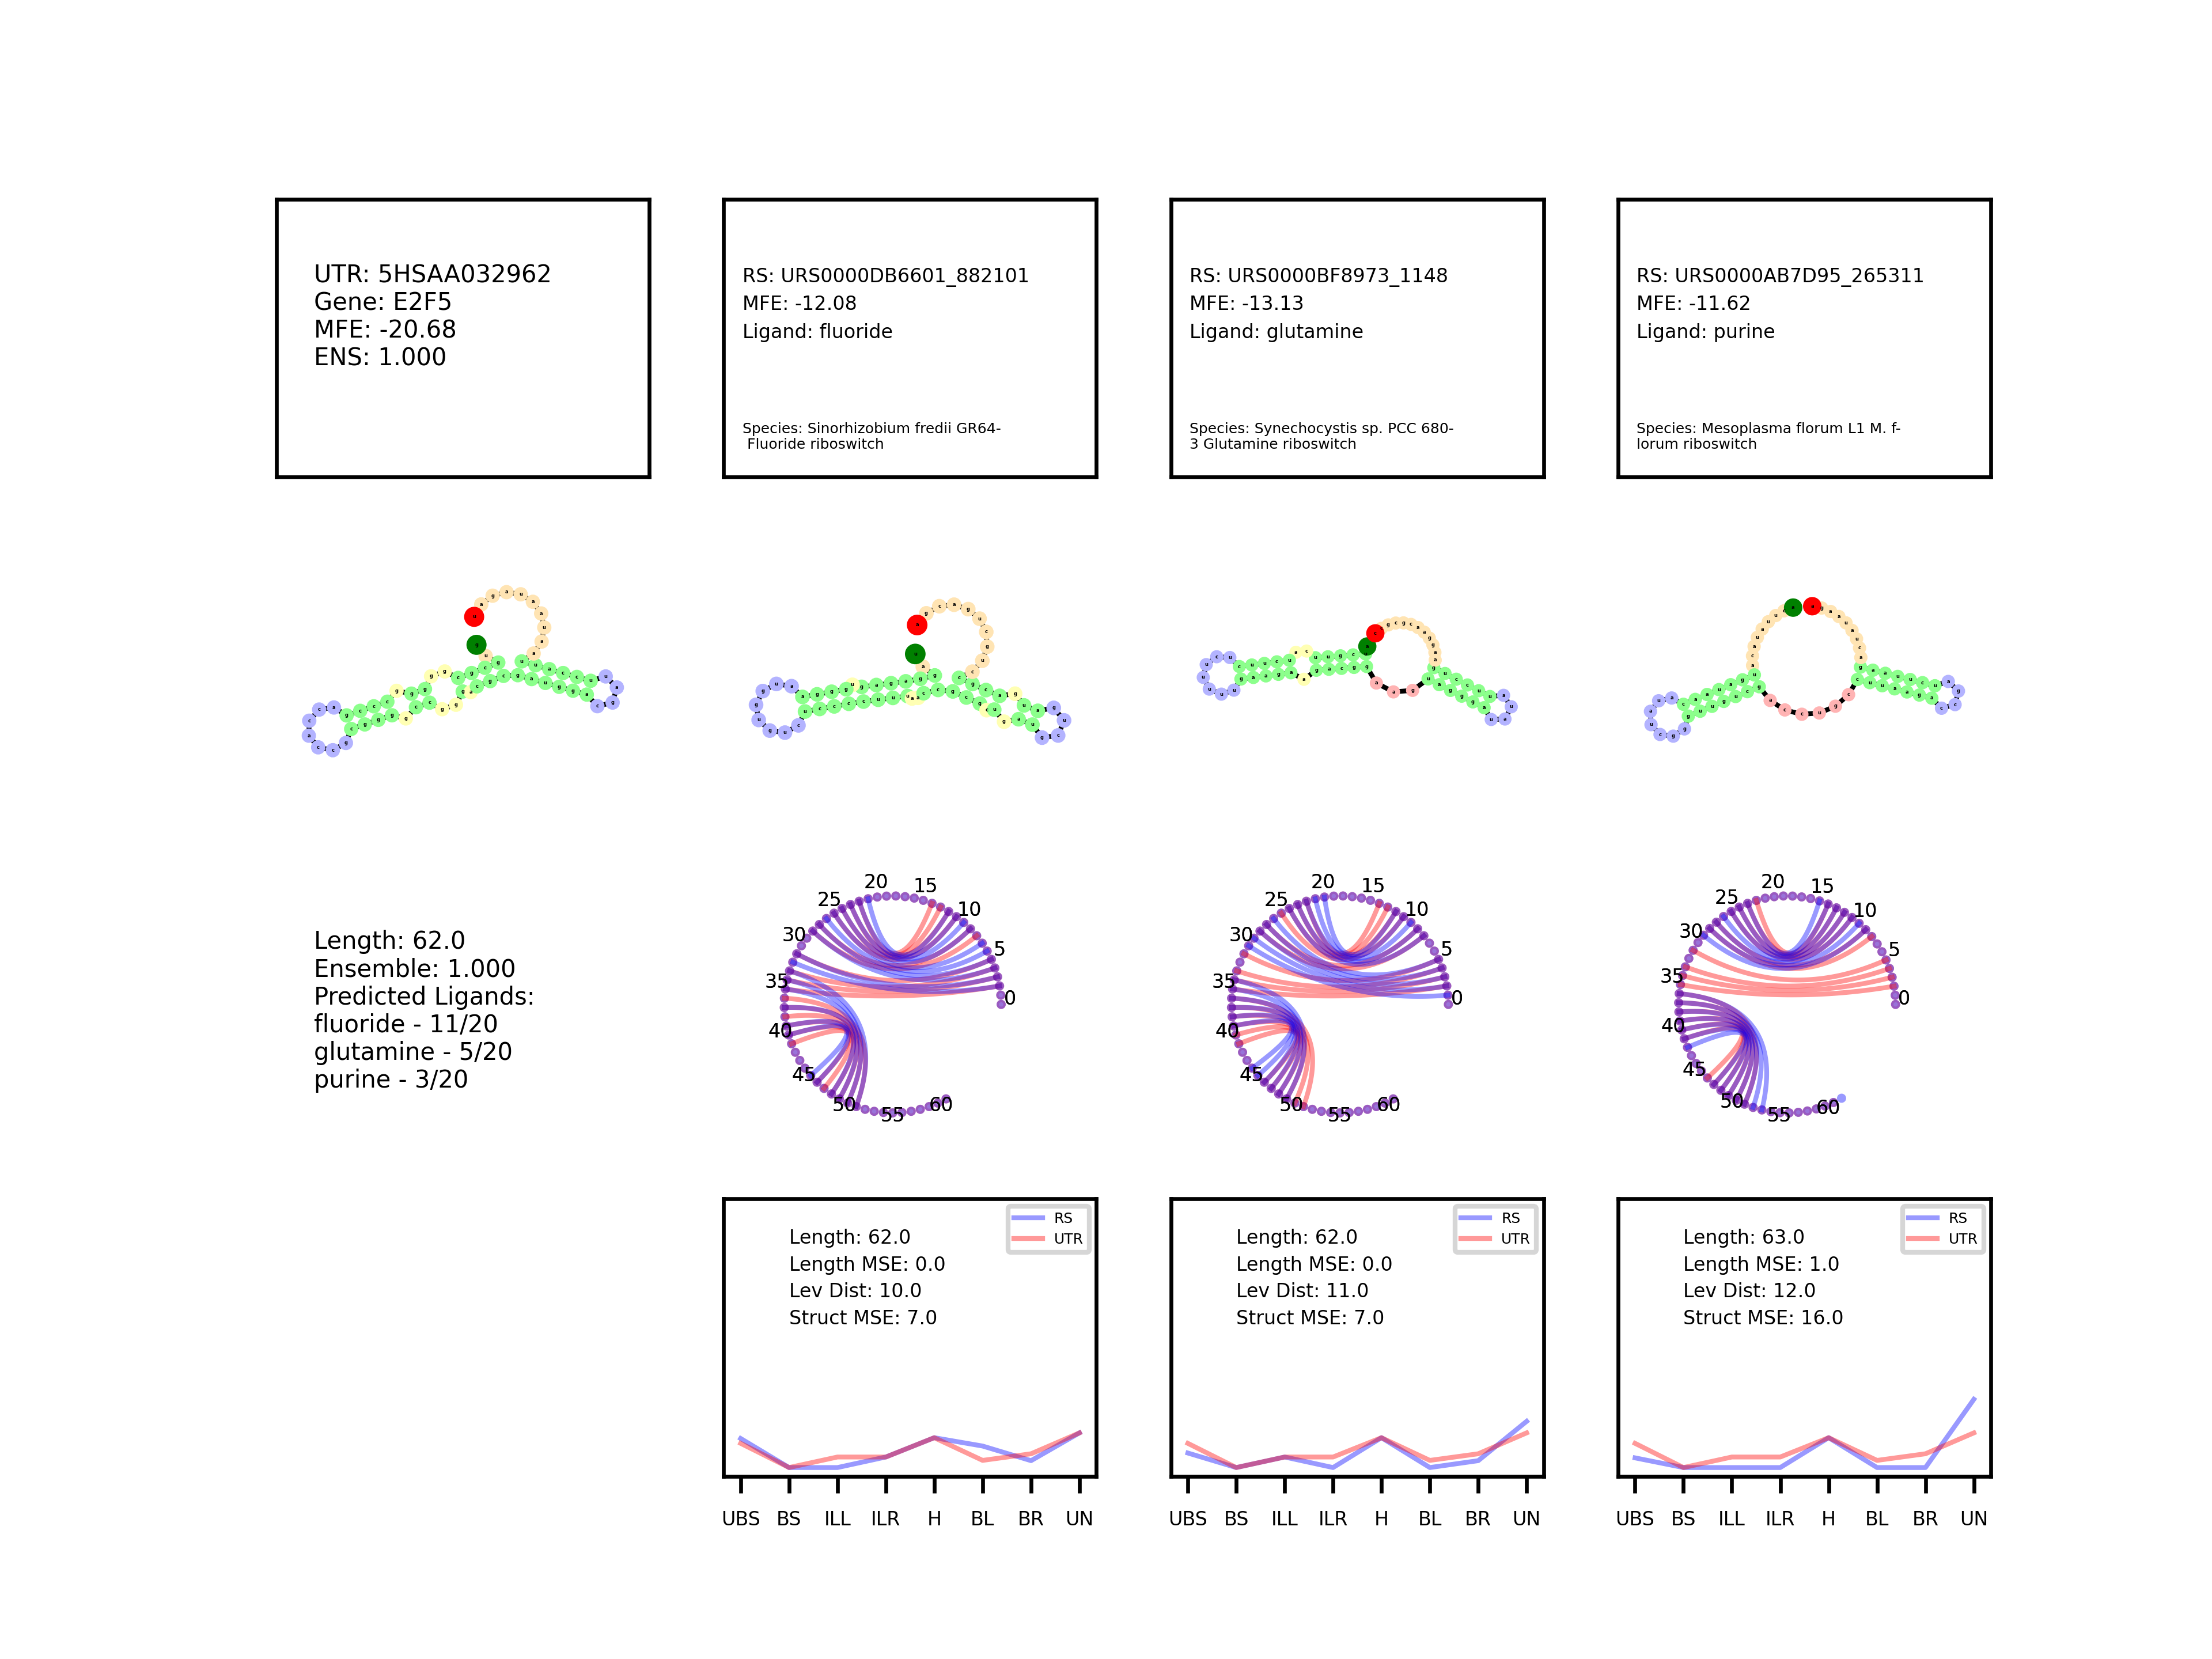 UTR: 5HSAA032962
Gene: E2F5
MFE: -20.68
ENS: 1.000
RS: URS0000DB6601_882101
MFE: -12.08
Ligand: fluoride
Species: Sinorhizobium fredii GR64-
Fluoride riboswitch
RS: URS0000BF8973_1148
MFE: -13.13
Ligand: glutamine
Species: Synechocystis sp. PCC 680-
3 Glutamine riboswitch
RS: URS0000AB7D95_265311
MFE: -11.62
Ligand: purine
Species: Mesoplasma florum L1 M. f-
lorum riboswitch
Length: 62.0
Ensemble: 1.000
Predicted Ligands:
fluoride - 11/20
glutamine - 5/20
purine - 3/20
0
5
10
15
20
25
30
35
40
45
50
55
60
0
5
10
15
20
25
30
35
40
45
50
55
60
0
5
10
15
20
25
30
35
40
45
50
55
60
RS
UTR
Length: 62.0
Length MSE: 0.0
Lev Dist: 10.0
Struct MSE: 7.0
UBS BS ILL ILR H BL BR UN
RS
UTR
Length: 62.0
Length MSE: 0.0
Lev Dist: 11.0
Struct MSE: 7.0
UBS BS ILL ILR H BL BR UN
RS
UTR
Length: 63.0
Length MSE: 1.0
Lev Dist: 12.0
Struct MSE: 16.0
UBS BS ILL ILR H BL BR UN